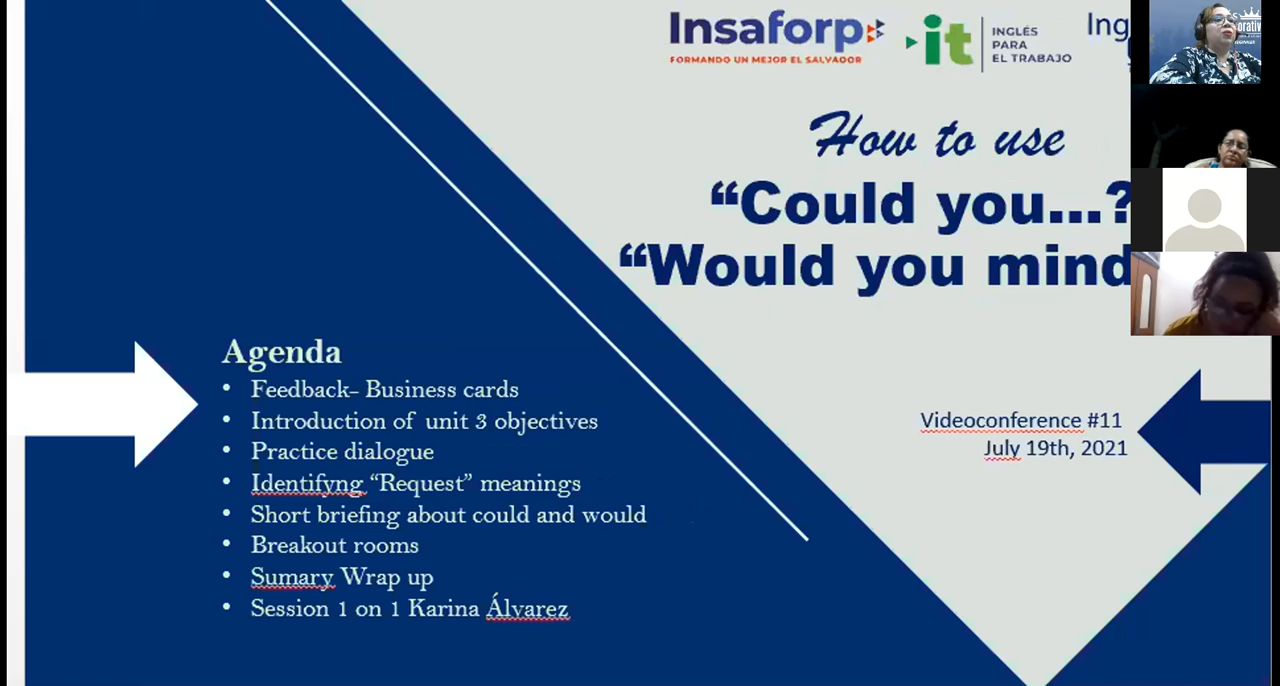 Insaforp
FORMANDO UN MEJOR EL SALVADOR
it
INGLÉS
PARA
EL TRABAJO
Ing
How to use
“Could you...?
“Would you mind
Agenda
• Feedback– Business cards
• Introduction of unit 3 objectives
• Practice dialogue
• Identifyng “Request” meanings
• Short briefing about could and would
• Breakout rooms
• Sumary Wrap up
• Session 1 on 1 Karina Álvarez
Videoconference #11
July 19th, 2021